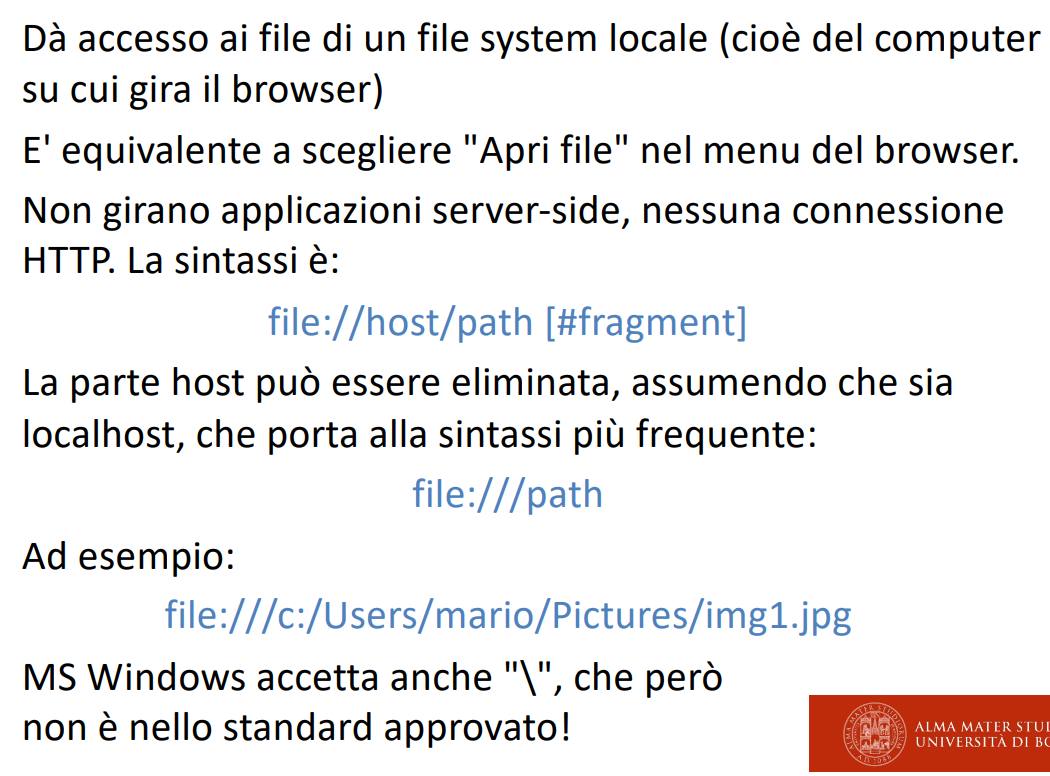 Dà accesso ai file di un file system locale (cioè del computer
su cui gira il browser)
E' equivalente a scegliere "Apri file" nel menu del browser.
Non girano applicazioni server-side, nessuna connessione
HTTP. La sintassi è:
file://host/path [#fragment]
La parte host può essere eliminata, assumendo che sia
localhost, che porta alla sintassi più frequente:
file:///path
Ad esempio:
file:///c:/Users/mario/Pictures/img1.jpg
MS Windows accetta anche "\", che però
non è nello standard approvato!
ALMA MATER STUD
UNIVERSITÀ DI BO